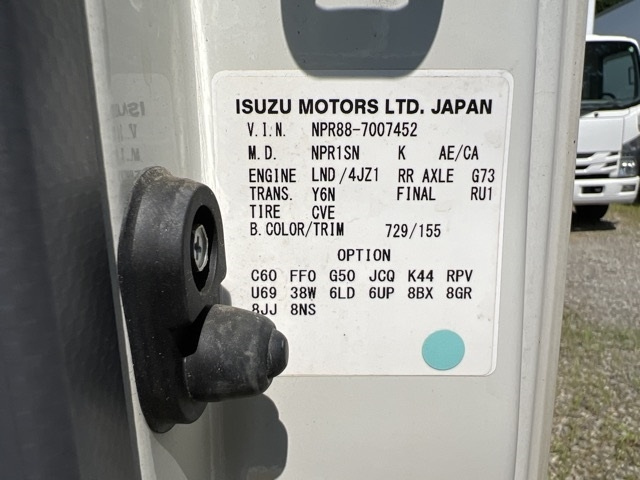 ISUZU MOTORS LTD. JAPAN
V.I.N. NPR88-7007452
M.D. NPR1SN K AE/CA
ENGINE LND/4JZ1 RR AXLE G73
TRANS. Y6N FINAL RU1
TIRE CVE
B.COLOR/TRIM 729/155
OPTION
C60 FF0 G50 JCQ K44 RPV
U69 38W 6LD 6UP 8BX 8GR
8JJ 8NS